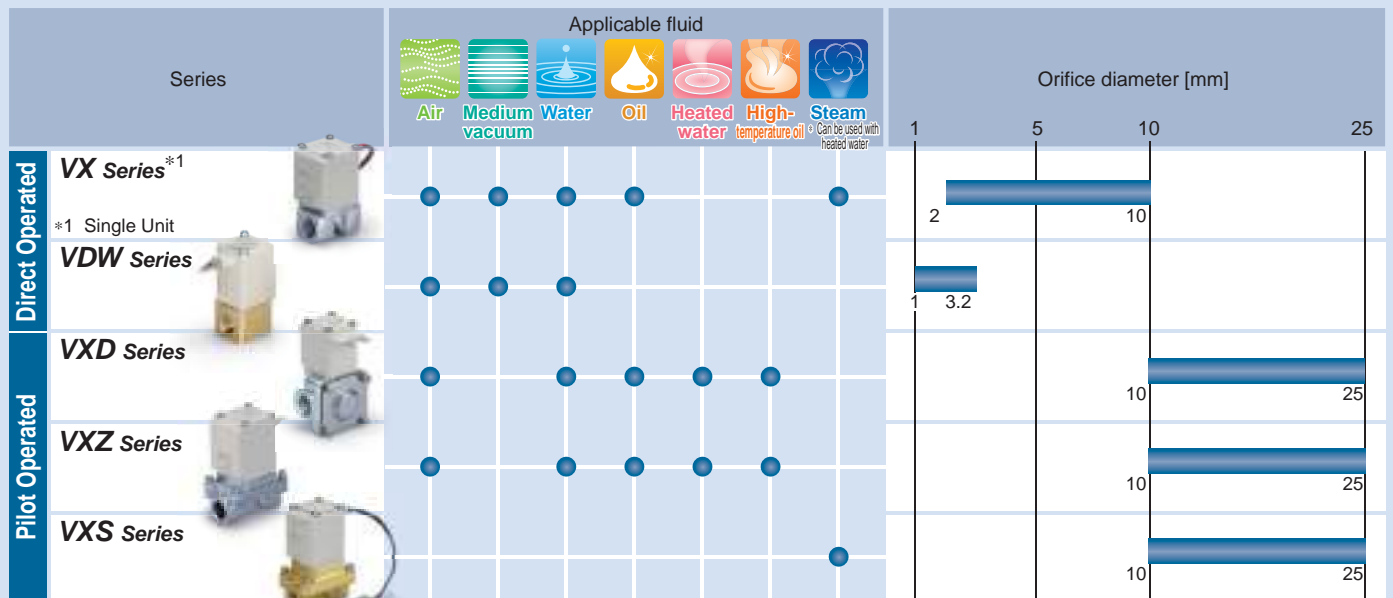 Series
Applicable fluid
Orifice diameter [mm]
Air
Medium
vacuum
Water
Oil
Heated
water
High-
temperature oil
Steam
* Can be used with
heated water
1 5 10 25
Direct Operated
VX Series*1
*1 Single Unit
2 10
VDW Series
1 3.2
Pilot Operated
VXD Series
10 25
VXZ Series
10 25
VXS Series
10 25